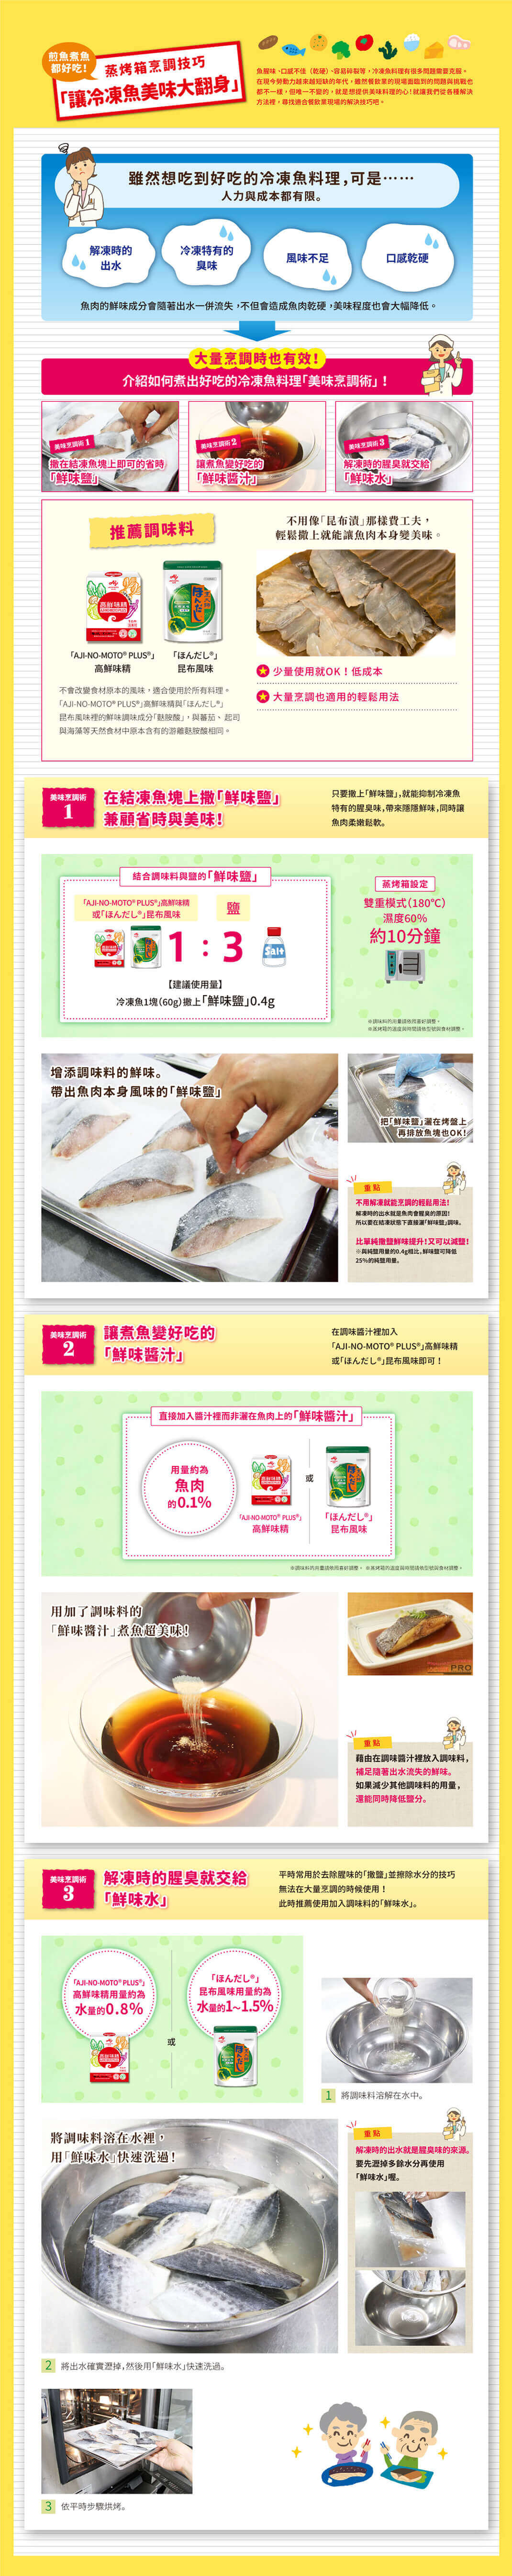 煎魚煮魚
都好吃!
蒸烤箱烹調技巧
「讓冷凍魚美味大翻身」
魚腥味、口感不佳（乾硬）、容易碎裂等，冷凍魚料理有很多問題需要克服。
在現今勞動力越來越短缺的年代，雖然餐飲業的現場面臨到的問題與挑戰也
都不一樣，但唯一不變的，就是想提供美味料理的心!就讓我們從各種解決
方法裡，尋找適合餐飲業現場的解決技巧吧。
雖然想吃到好吃的冷凍魚料理，可是……
人力與成本都有限。
解凍時的
出水
冷凍特有的
臭味
風味不足
口感乾硬
魚肉的鮮味成分會隨著出水一併流失，不但會造成魚肉乾硬，美味程度也會大幅降低。
大量烹調時也有效!
介紹如何煮出好吃的冷凍魚料理「美味烹調術」!
美味烹調術 1
撒在結凍魚塊上即可的省時
「鮮味鹽」
美味烹調術 2
讓煮魚變好吃的
「鮮味醬汁」
美味烹調術 3
解凍時的腥臭就交給
「鮮味水」
推薦調味料
「AJI-NO-MOTO® PLUS®」
高鮮味精
「ほんだし®」
昆布風味
不會改變食材原本的風味，適合使用於所有料理。
「AJI-NO-MOTO® PLUS®」高鮮味精與「ほんだし®」
昆布風味裡的鮮味調味成分「麩胺酸」，與蕃茄、起司
與海藻等天然食材中原本含有的游離麩胺酸相同。
不用像「昆布漬」那樣費工夫，
輕鬆撒上就能讓魚肉本身變美味。
少量使用就OK！低成本
大量烹調也適用的輕鬆用法
美味烹調術
1
在結凍魚塊上撒「鮮味鹽」
兼顧省時與美味!
只要撒上「鮮味鹽」，就能抑制冷凍魚
特有的腥臭味，帶來隱隱鮮味，同時讓
魚肉柔嫩鬆軟。
結合調味料與鹽的「鮮味鹽」
「AJI-NO-MOTO® PLUS®」高鮮味精
或「ほんだし®」昆布風味
鹽
1：3
Salt
【建議使用量】
冷凍魚1塊(60g)撒上「鮮味鹽」0.4g
蒸烤箱設定
雙重模式(180℃)
濕度60%
約10分鐘
※調味料的用量請依照喜好調整。
※蒸烤箱的溫度與時間請依型號與食材調整。
增添調味料的鮮味。
帶出魚肉本身風味的「鮮味鹽」
把「鮮味鹽」灑在烤盤上，
再排放魚塊也OK!
重點
不用解凍就能烹調的輕鬆用法!
解凍時的出水就是魚肉會腥臭的原因!
所以要在結凍狀態下直接灑「鮮味鹽」調味。
比單純撒鹽鮮味提升!又可以減鹽!
※與純鹽用量的0.4g相比，鮮味鹽可降低
25%的純鹽用量。
美味烹調術
2
讓煮魚變好吃的
「鮮味醬汁」
在調味醬汁裡加入
「AJI-NO-MOTO® PLUS®」高鮮味精
或「ほんだし®」昆布風味即可！
直接加入醬汁裡而非灑在魚肉上的「鮮味醬汁」
用量約為
魚肉
的0.1%
「AJI-NO-MOTO® PLUS®」
高鮮味精
或
「ほんだし®」
昆布風味
※調味料的用量請依照喜好調整。 ※蒸烤箱的溫度與時間請依型號與食材調整。
用加了調味料的
「鮮味醬汁」煮魚超美味!
PRO
重點
藉由在調味醬汁裡放入調味料，
補足隨著出水流失的鮮味。
如果減少其他調味料的用量，
還能同時降低鹽分。
美味烹調術
3
解凍時的腥臭就交給
「鮮味水」
平時常用於去除腥味的「撒鹽」並擦除水分的技巧
無法在大量烹調的時候使用！
此時推薦使用加入調味料的「鮮味水」。
「AJI-NO-MOTO® PLUS®」
高鮮味精用量約為
水量的0.8%
或
「ほんだし®」
昆布風味用量約為
水量的1~1.5%
1 將調味料溶解在水中。
將調味料溶在水裡，
用「鮮味水」快速洗過!
重點
解凍時的出水就是腥臭味的來源。
要先瀝掉多餘水分再使用
「鮮味水」喔。
2 將出水確實瀝掉，然後用「鮮味水」快速洗過。
3 依平時步驟烘烤。